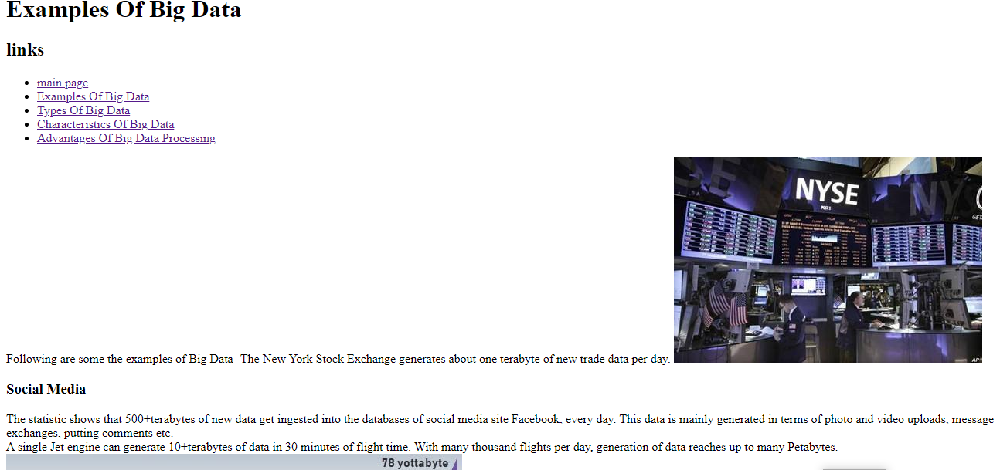 Examples Of Big Data
links
main page
Examples Of Big Data
Types Of Big Data
Characteristics Of Big Data
Advantages Of Big Data Processing
NYSE
POST 5
Following are some the examples of Big Data- The New York Stock Exchange generates about one terabyte of new trade data per day.
AP
Social Media
The statistic shows that 500+terabytes of new data get ingested into the databases of social media site Facebook, every day. This data is mainly generated in terms of photo and video uploads, message
exchanges, putting comments etc.
A single Jet engine can generate 10+terabytes of data in 30 minutes of flight time. With many thousand flights per day, generation of data reaches up to many Petabytes.
78 yottabyte